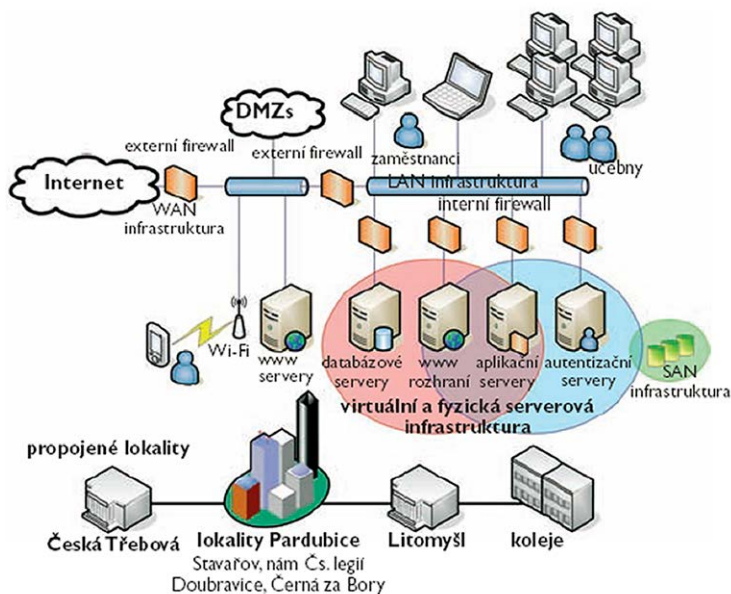 DMZs
externí firewall
externí firewall
zaměstnanci
učebny
Internet
LAN infrastruktura
WAN
infrastruktura
interní firewall
Wi-Fi
www
servery
databázové
servery
www
rozhraní
aplikační
servery
autentizační
servery
SAN
infrastruktura
virtuální a fyzická serverová
infrastruktura
propojené lokality
Česká Třebová
lokality Pardubice
Litomyšl
koleje
Stavařov, nám Čs. legií
Doubravice, Černá za Bory